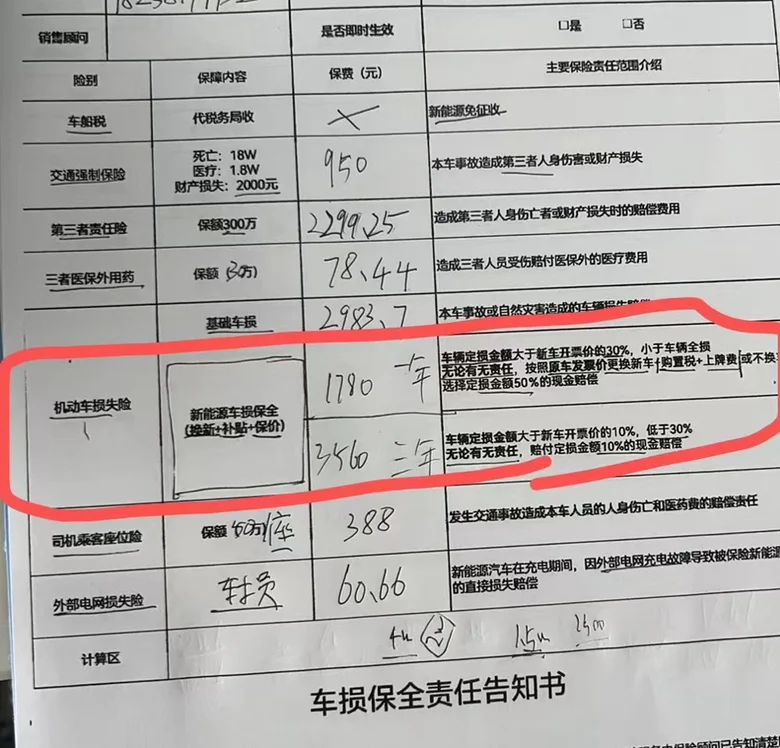 销售顾问 是否即时生效 □是 □否
险别 保障内容 保费（元） 主要保险责任范围介绍
车船税 代税务局收 新能源免征收
交通强制保险 死亡：18W 950 本车事故造成第三者人身伤害或财产损失
医疗：1.8W
财产损失：2000元
第三者责任险 保额300万 2299.25 造成第三者人身伤亡者或财产损失时的赔偿费用
三者医保外用药 保额（30万） 78.44 造成三者人员受伤赔付医保外的医疗费用
基础车损 2983.7 本车事故或自然灾害造成的车辆损失赔偿
机动车损失险 新能源车损保全 1780 一年 车辆定损金额大于新车开票价的30%，小于车辆全损
(换新+补贴+保价) 无论有无责任，按照原车发票价更换新车+购置税+上牌费/或不换
选择定损金额50%的现金赔偿
3560 三年 车辆定损金额大于新车开票价的10%，低于30%
无论有无责任，赔付定损金额10%的现金赔偿
司机乘客座位险 保额 万/座 388 发生交通事故造成本车人员的人身伤亡和医药费的赔偿责任
外部电网损失险 车损 60.66 新能源汽车在充电期间，因外部电网充电故障导致被保险新能源
的直接损失赔偿
计算区
车损保全责任告知书